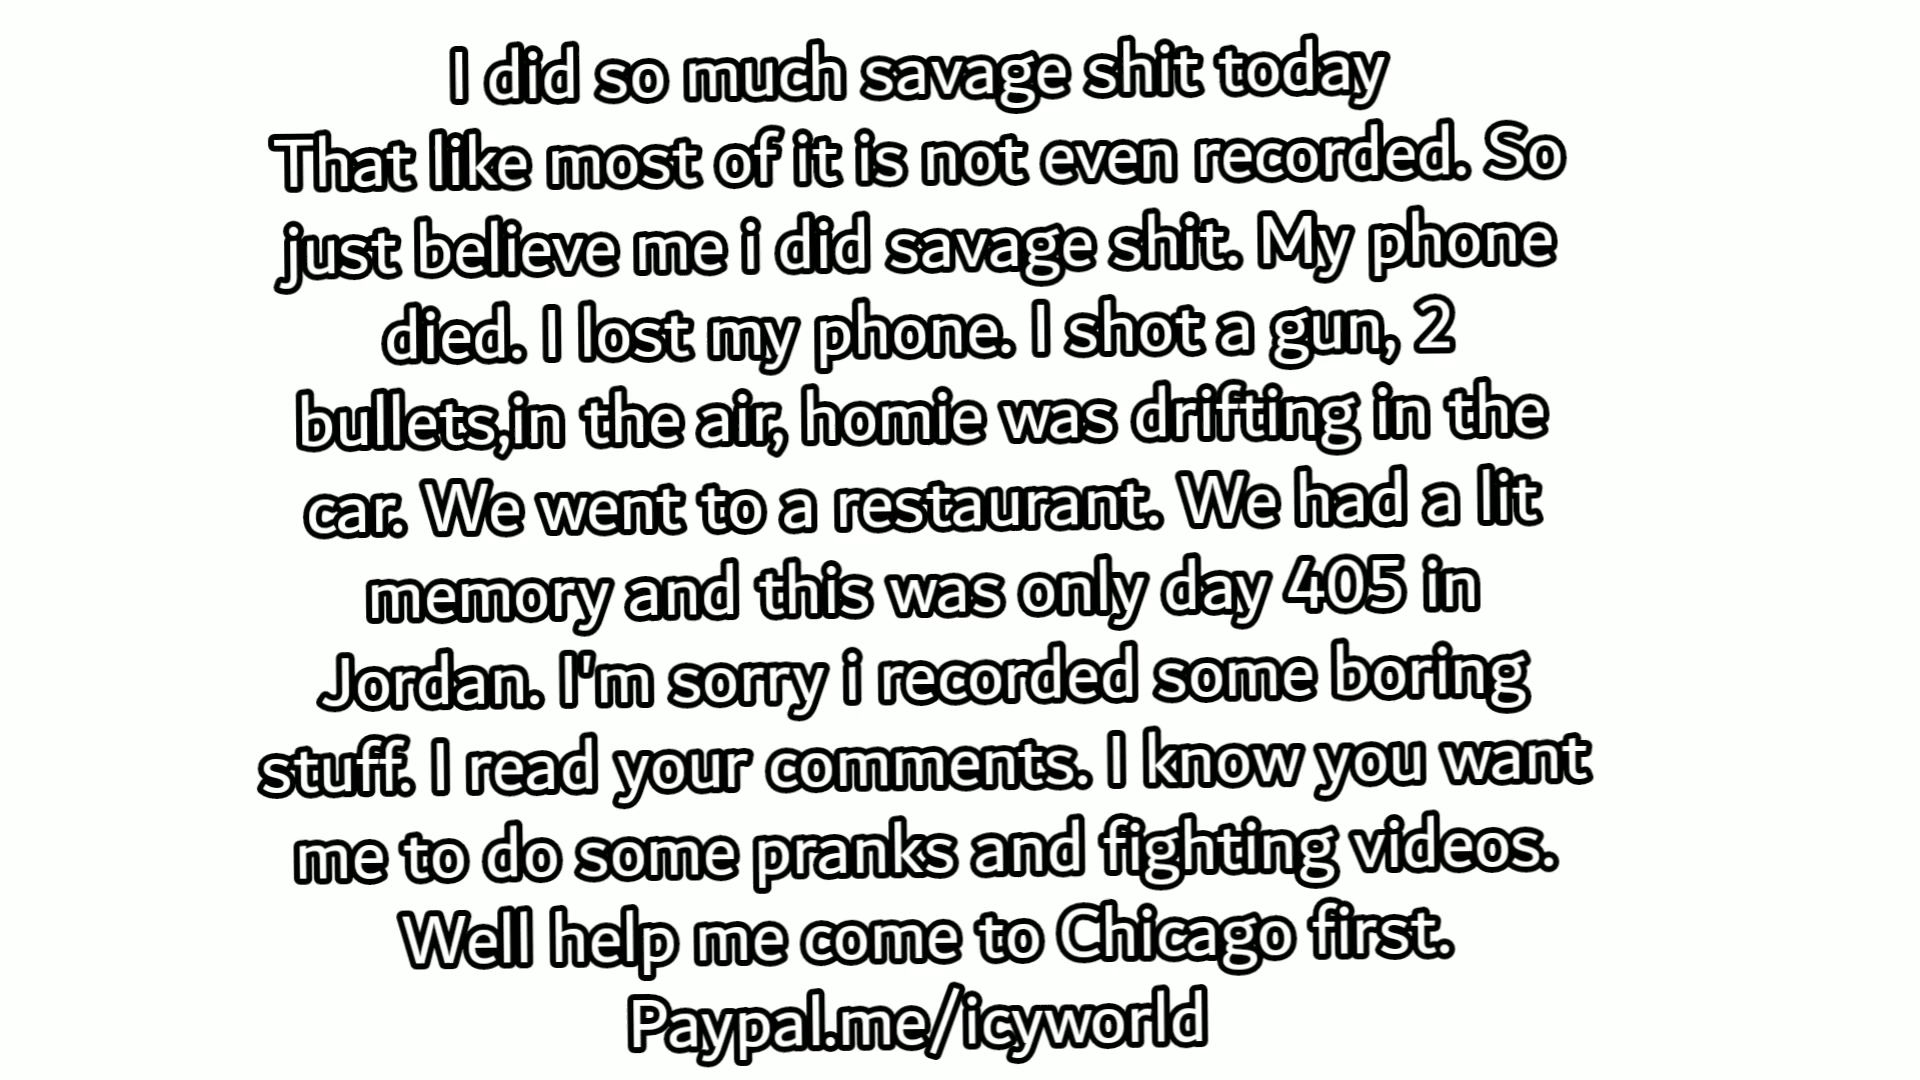 I did so much savage shit today
That like most of it is not even recorded. So
just believe me i did savage shit. My phone
died. I lost my phone. I shot a gun, 2
bullets,in the air, homie was drifting in the
car. We went to a restaurant. We had a lit
memory and this was only day 405 in
Jordan. I'm sorry i recorded some boring
stuff. I read your comments. I know you want
me to do some pranks and fighting videos.
Well help me come to Chicago first.
Paypal.me/icyworld